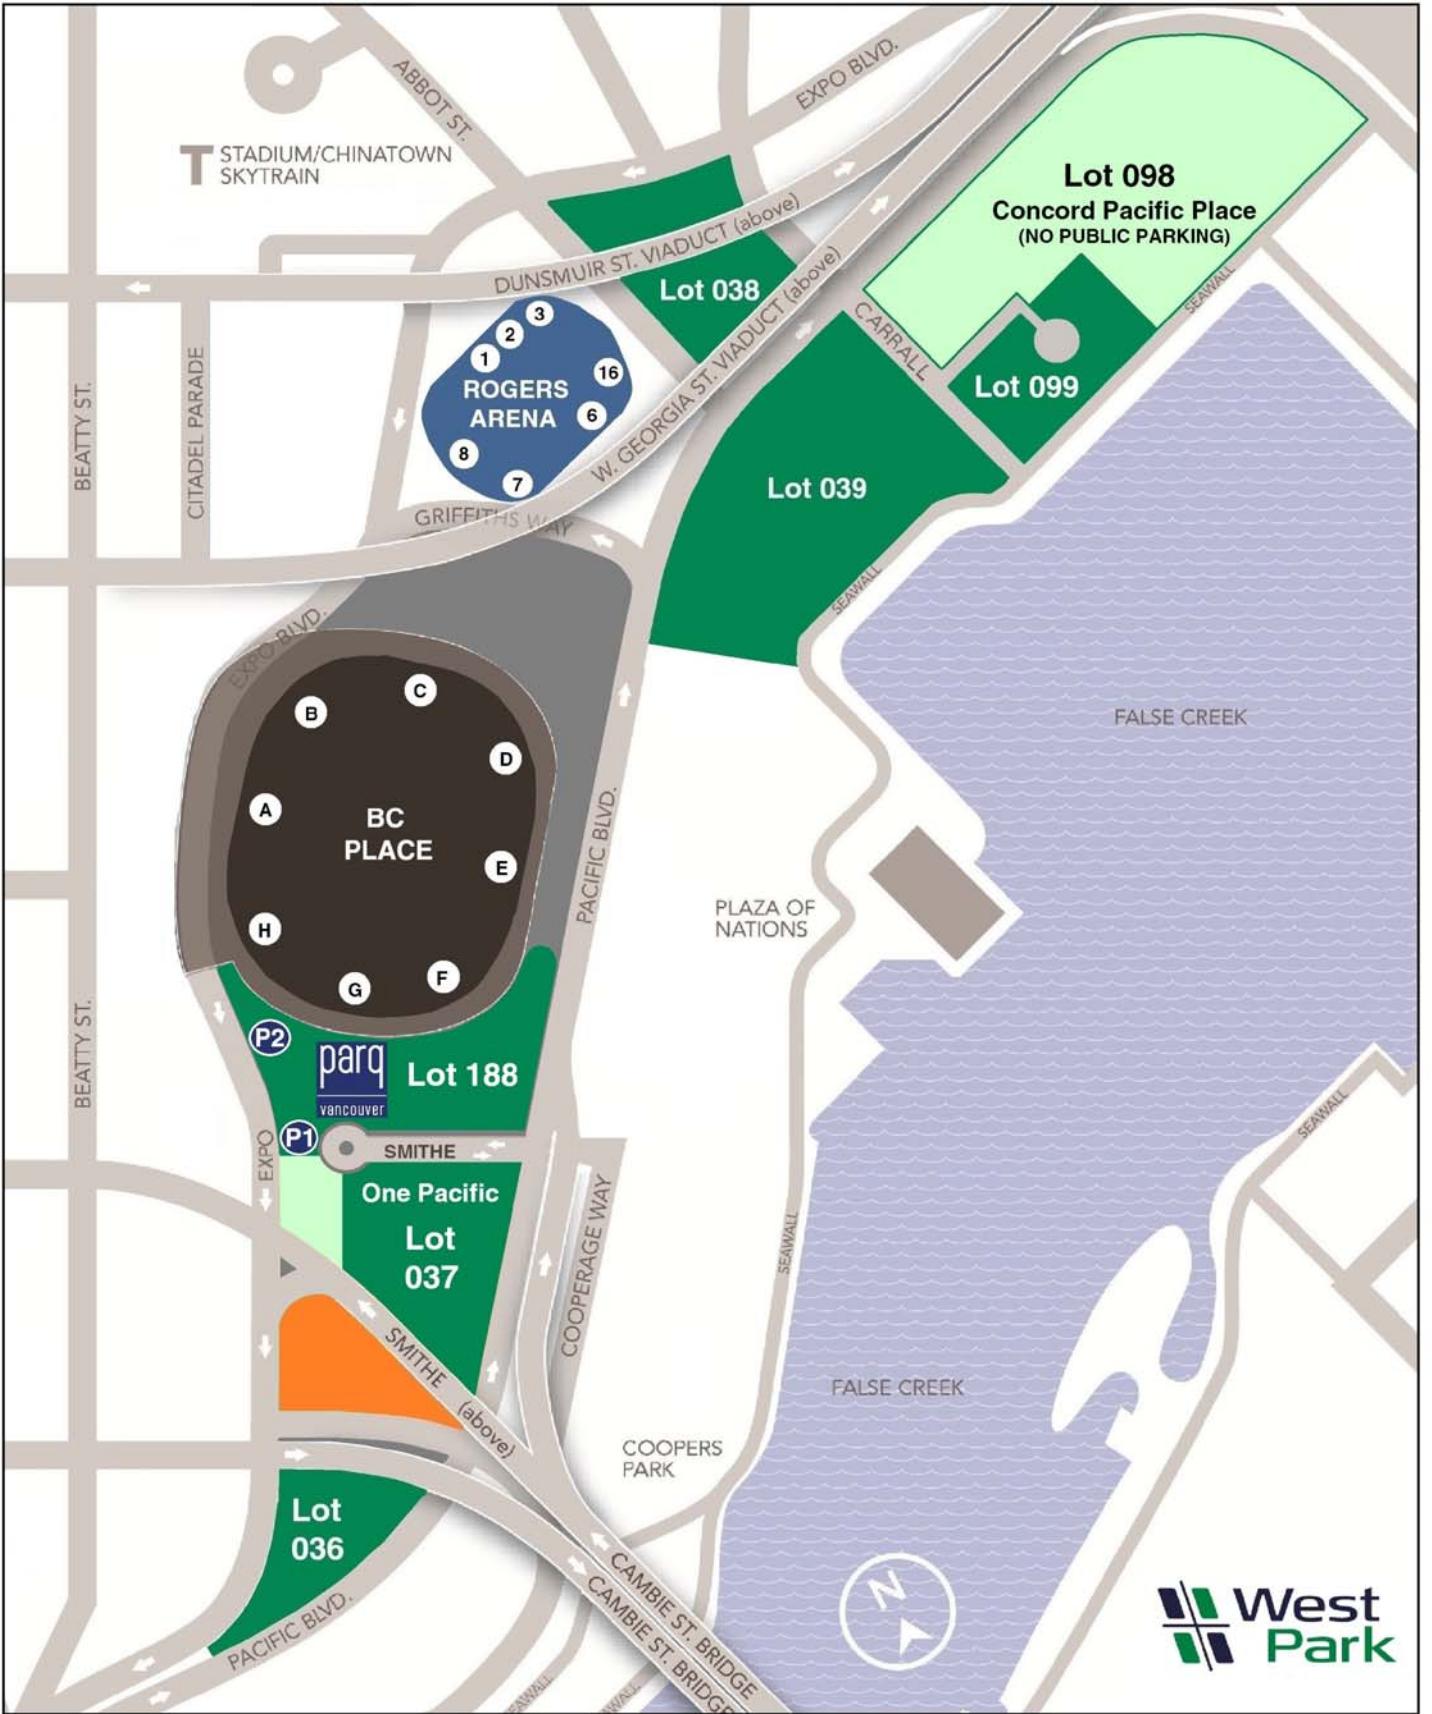 ABBOT ST.
EXPO BLVD.
T STADIUM/CHINATOWN
SKYTRAIN
Lot 098
Concord Pacific Place
(NO PUBLIC PARKING)
DUNSMUIR ST. VIADUCT (above)
Lot 038
W. GEORGIA ST. VIADUCT (above)
SEAWALL
CARRALL
Lot 099
3
2
1
16
ROGERS
ARENA
6
8
7
BEATTY ST.
CITADEL PARADE
GRIFFITHS WAY
Lot 039
SEAWALL
EXPO BLVD.
C
B
D
A
BC
PLACE
E
H
G
F
PACIFIC BLVD.
FALSE CREEK
PLAZA OF
NATIONS
BEATTY ST.
P2
parq
vancouver
Lot 188
P1
SMITHE
EXPO
One Pacific
Lot
037
COOPERAGE WAY
SEAWALL
SEAWALL
SMITHE
(above)
FALSE CREEK
COOPERS
PARK
Lot
036
PACIFIC BLVD.
CAMBIE ST. BRIDGE
CAMBIE ST. BRIDGE
N
West
Park